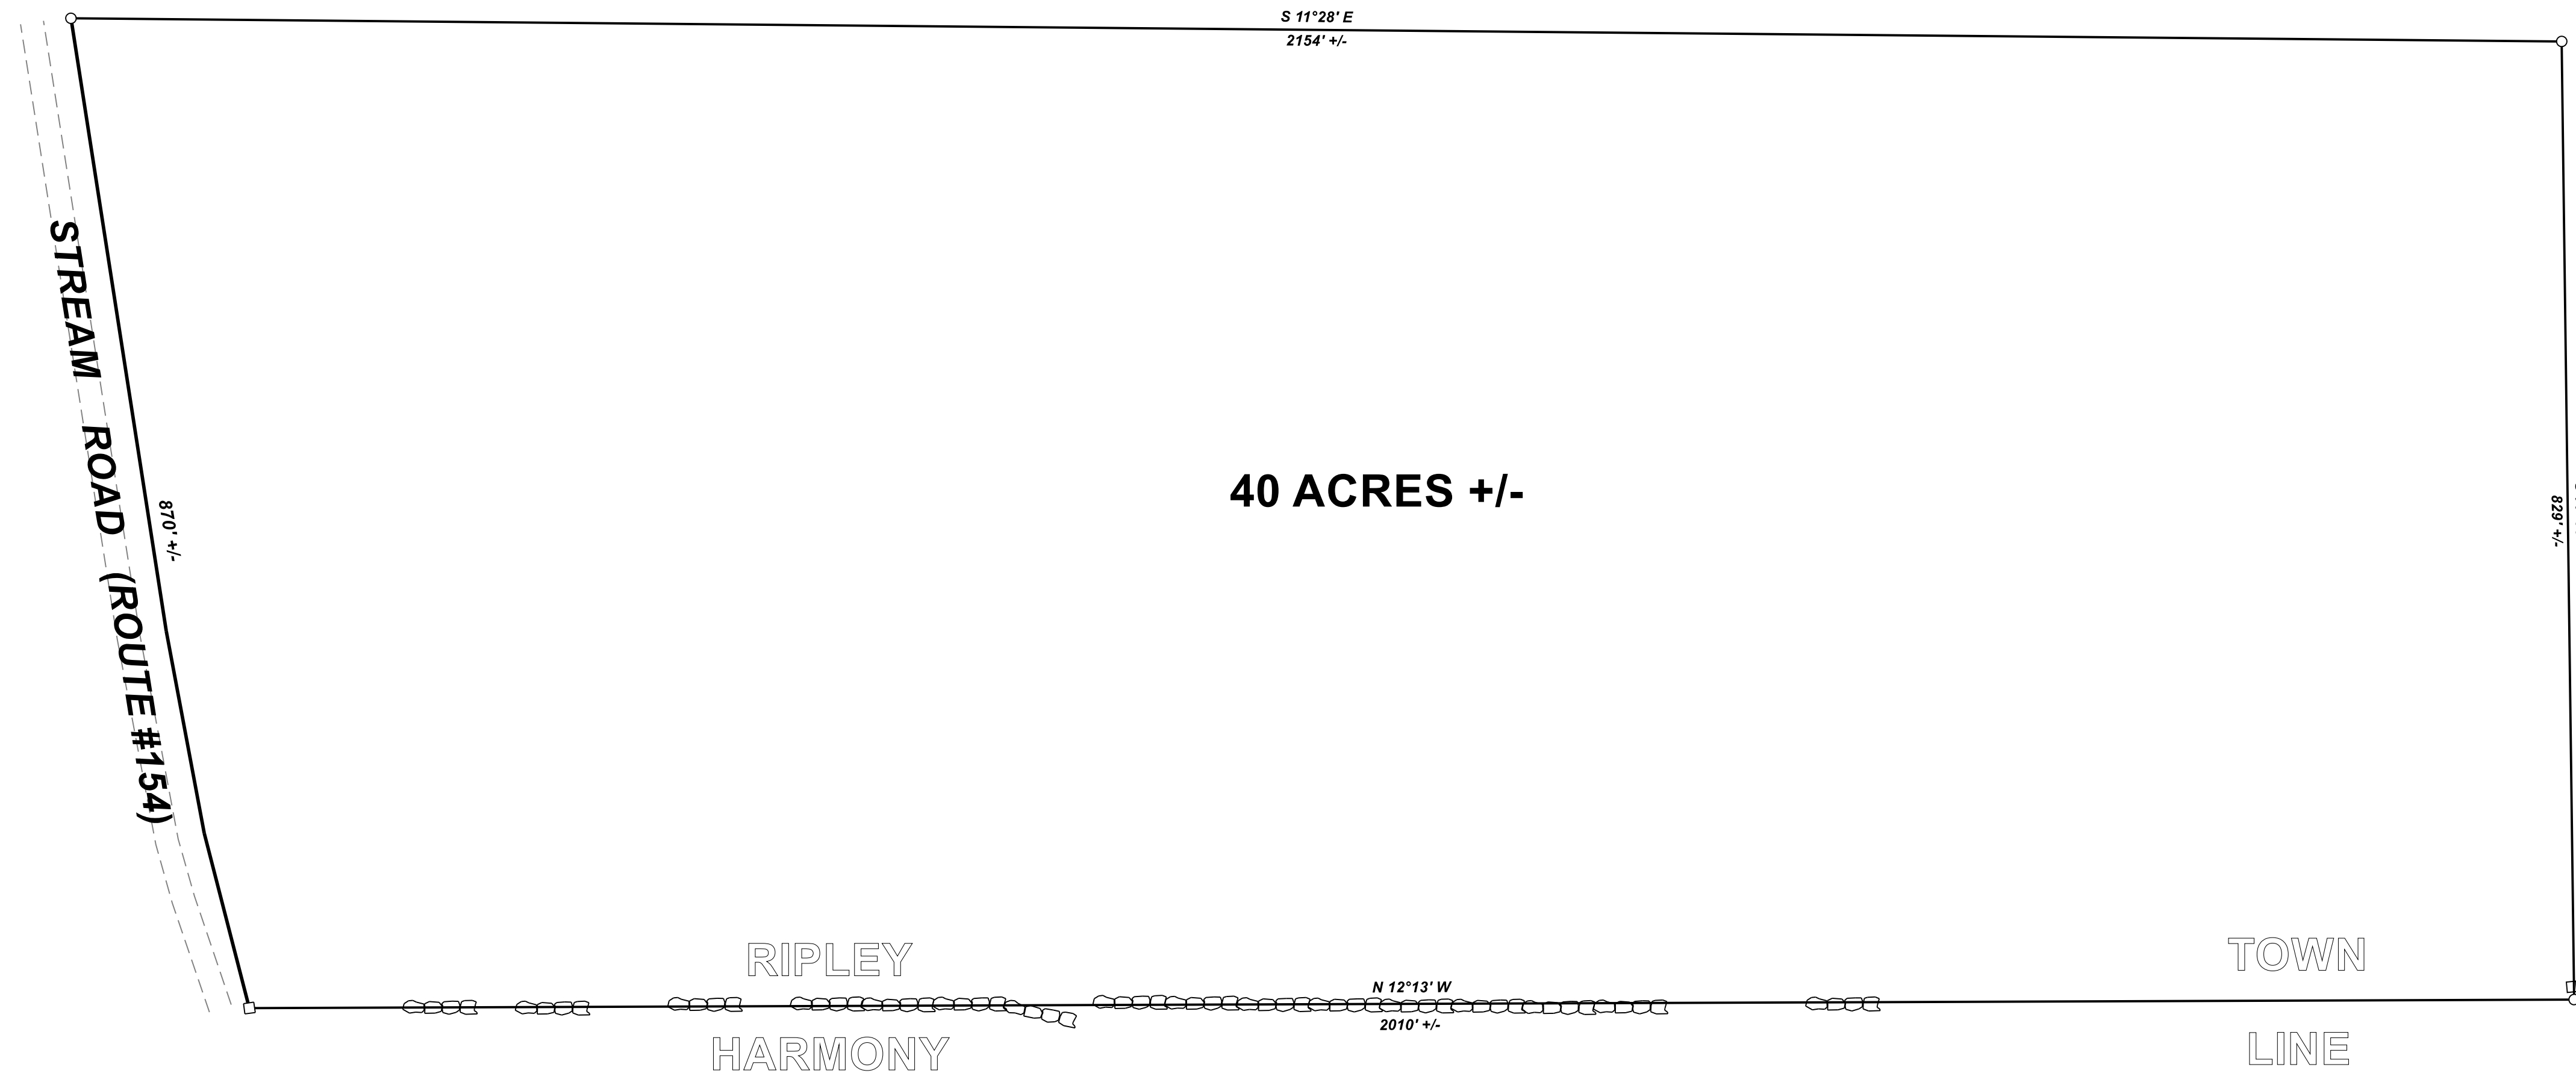 S 11°28' E
2154' +/-
STREAM ROAD (ROUTE #154)
870' +/-
40 ACRES +/-
829' +/-
RIPLEY
TOWN
N 12°13' W
2010' +/-
HARMONY
LINE